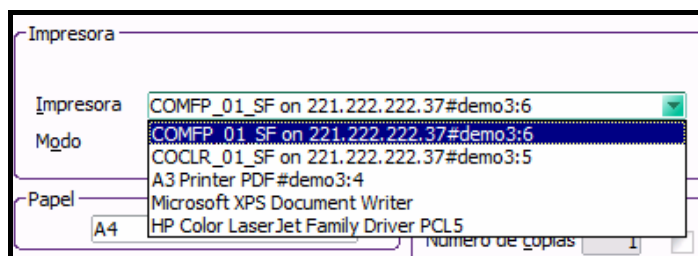 Impresora
Impresora COMFP_01_SF on 221.222.222.37#demo3:6
Modo COMFP_01_SF on 221.222.222.37#demo3:6
COCLR_01_SF on 221.222.222.37#demo3:5
A3 Printer PDF#demo3:4
Papel Microsoft XPS Document Writer
A4 HP Color LaserJet Family Driver PCL5
Número de copias 1